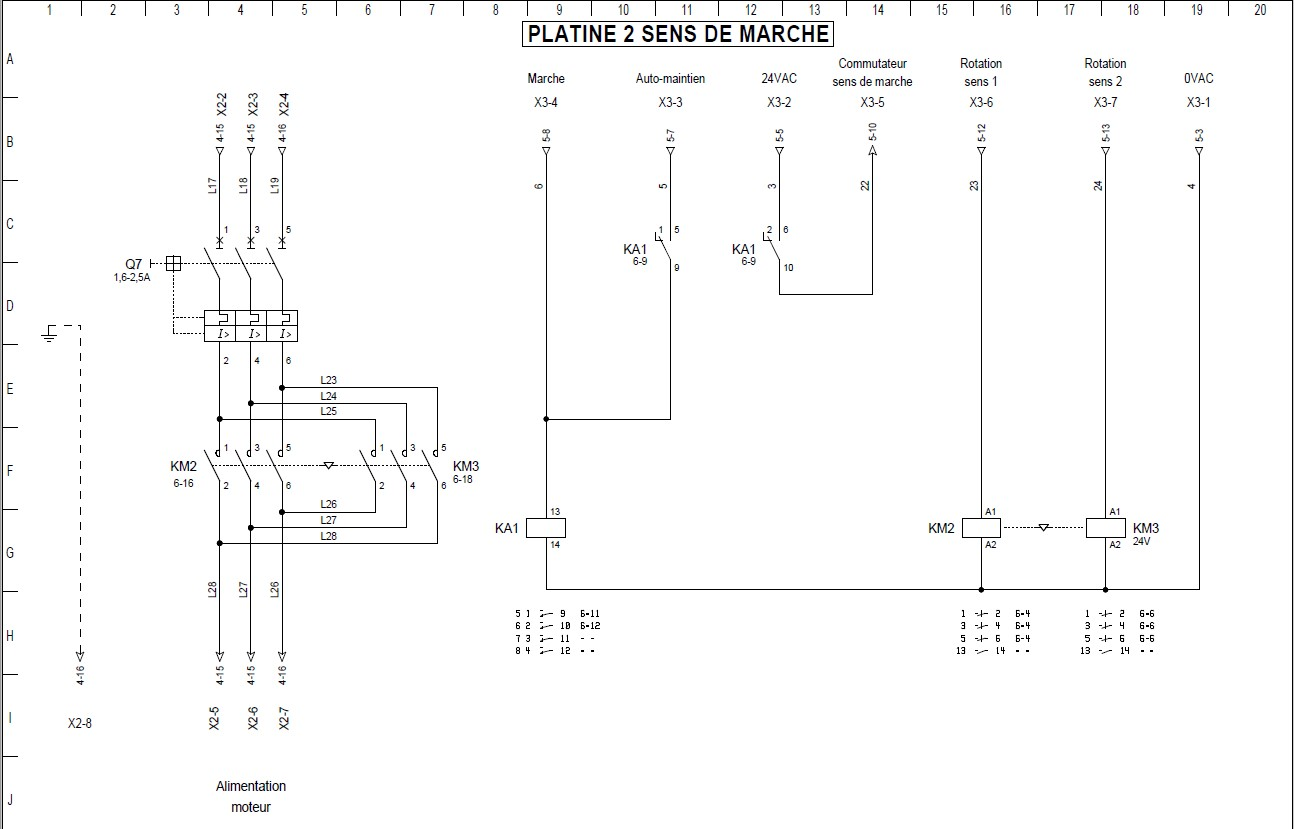 1 2 3 4 5 6 7 8 9 10 11 12 13 14 15 16 17 18 19 20
PLATINE 2 SENS DE MARCHE
A
Commutateur
Rotation
Rotation
Marche
Auto-maintien
24VAC
sens de marche
sens 1
sens 2
0VAC
X2-2
X2-3
X2-4
X3-4
X3-3
X3-2
X3-5
X3-6
X3-7
X3-1
B
4-15
4-15
4-16
5-8
5-7
5-5
5-10
5-12
5-13
5-3
L17
L18
L19
6
5
3
22
23
24
4
C
1 3 5
1 5
2 6
KA1
6-9
KA1
6-9
9
10
Q7
1,6-2,5A
D
I> I> I>
2 4 6
E
L23
L24
L25
F
1 3 5 1 3 5
KM2
6-16
KM3
6-18
2 4 6 2 4 6
L26
L27
L28
13
KA1
14
A1
KM2
A2
A1
KM3
24V
A2
G
L28
L27
L26
H
5 1 9 6-11
6 2 10 6-12
7 3 11 - -
8 4 12 - -
1 2 6-4
3 4 6-4
5 6 6-4
13 14 - -
1 2 6-6
3 4 6-6
5 6 6-6
13 14 - -
4-16
4-15
4-15
4-16
I
X2-8
X2-5
X2-6
X2-7
J
Alimentation
moteur